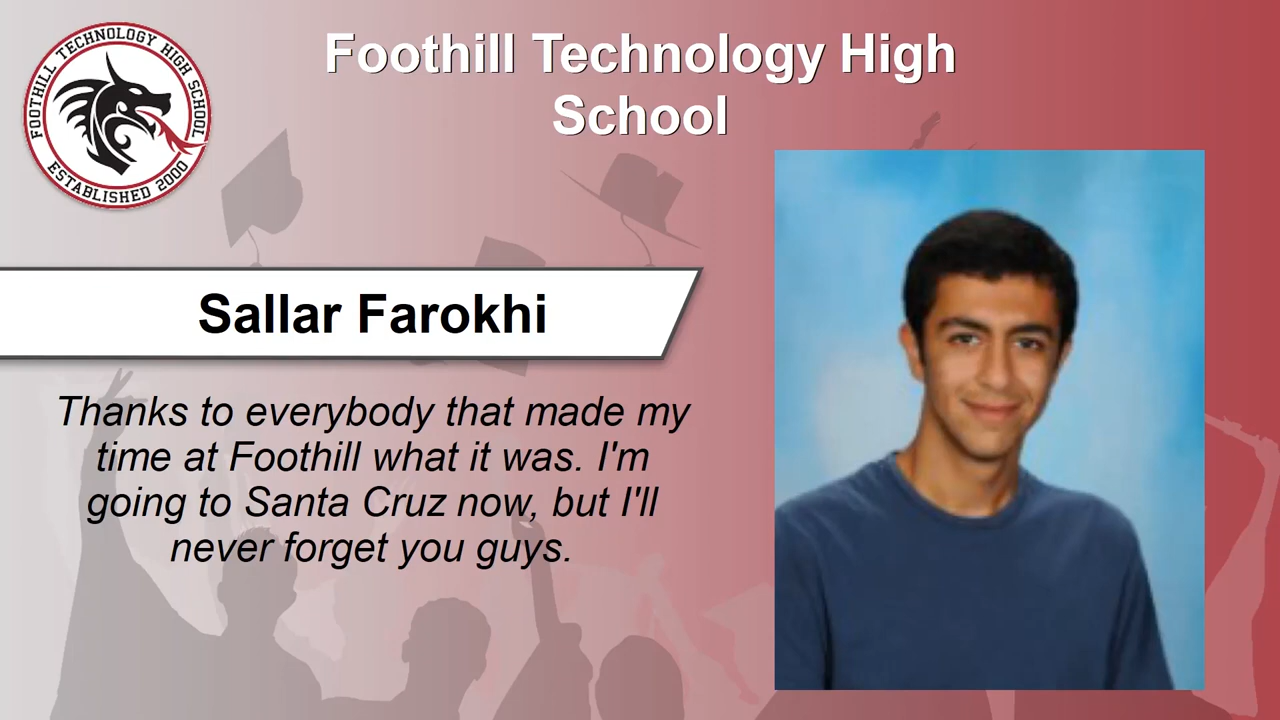 FOOTHILL TECHNOLOGY HIGH SCHOOL
ESTABLISHED 2000
Foothill Technology High
School
Sallar Farokhi
Thanks to everybody that made my
time at Foothill what it was. I'm
going to Santa Cruz now, but I'll
never forget you guys.